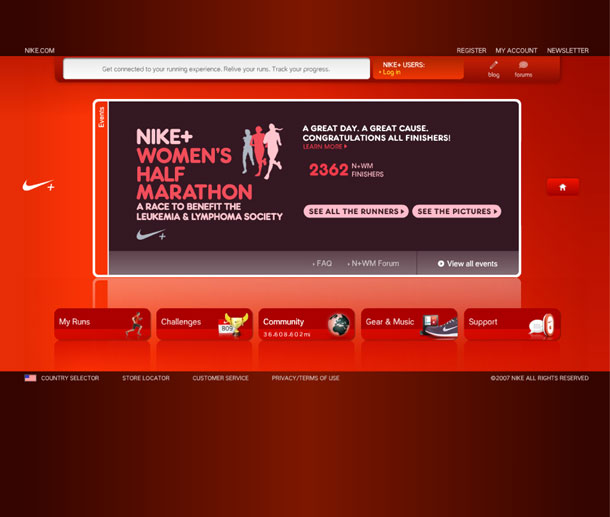 NIKE.COM
REGISTER MY ACCOUNT NEWSLETTER
Get connected to your running experience. Relive your runs. Track your progress.
NIKE+ USERS:
Log in
blog
forums
Events
NIKE+
WOMEN'S
HALF
MARATHON
A RACE TO BENEFIT THE
LEUKEMIA & LYMPHOMA SOCIETY
A GREAT DAY. A GREAT CAUSE.
CONGRATULATIONS ALL FINISHERS!
LEARN MORE
2362 N+WM
FINISHERS
SEE ALL THE RUNNERS
SEE THE PICTURES
+ FAQ
+ N+WM Forum
View all events
My Runs
Challenges
809
Community
36.608.602mi
Gear & Music
Support
COUNTRY SELECTOR
STORE LOCATOR
CUSTOMER SERVICE
PRIVACY/TERMS OF USE
©2007 NIKE ALL RIGHTS RESERVED